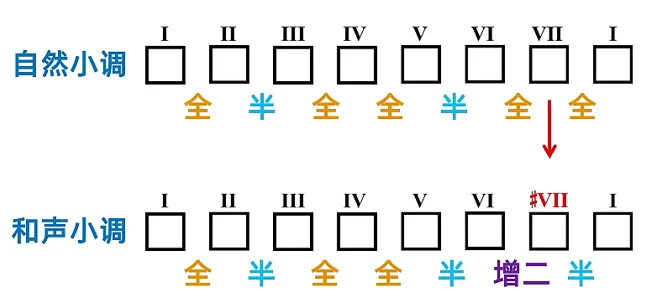 I II III IV V VI VII I
自然小调
全 半 全 全 半 全 全
I II III IV V VI ♯VII I
和声小调
全 半 全 全 半 增二 半